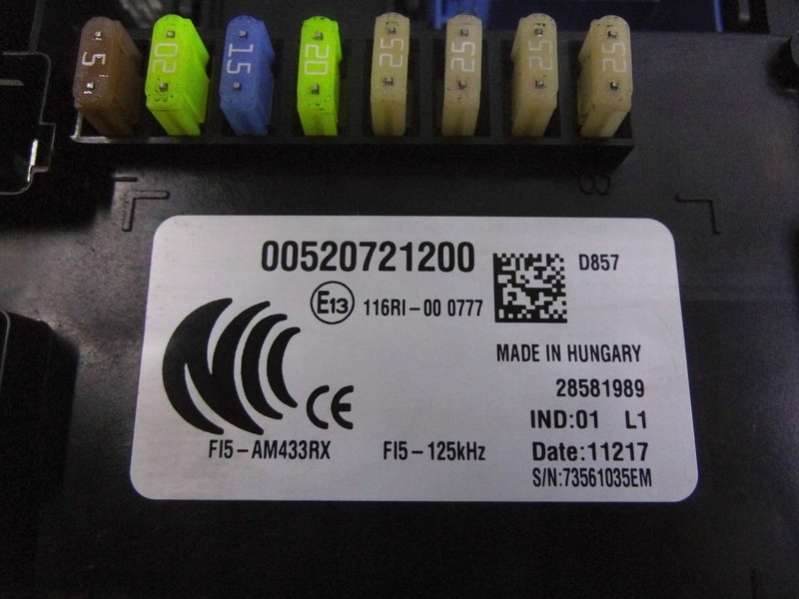 5 20 15 20 25 25 25 25
8
00520721200
D857
E13 116RI-00 0777
MADE IN HUNGARY
28581989
CE
IND:01 L1
FI5-AM433RX FI5-125kHz Date:11217
S/N:73561035EM